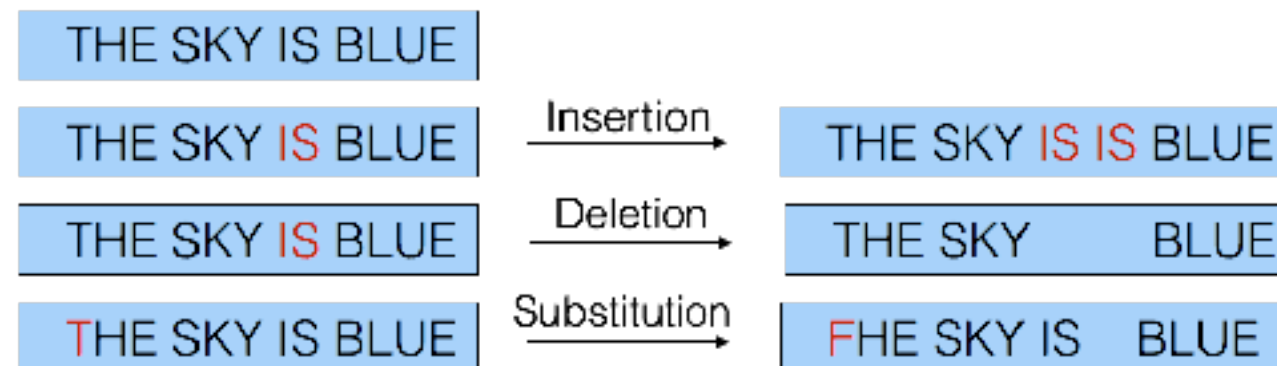 THE SKY IS BLUE
THE SKY IS BLUE Insertion THE SKY IS IS BLUE
THE SKY IS BLUE Deletion THE SKY BLUE
THE SKY IS BLUE Substitution FHE SKY IS BLUE